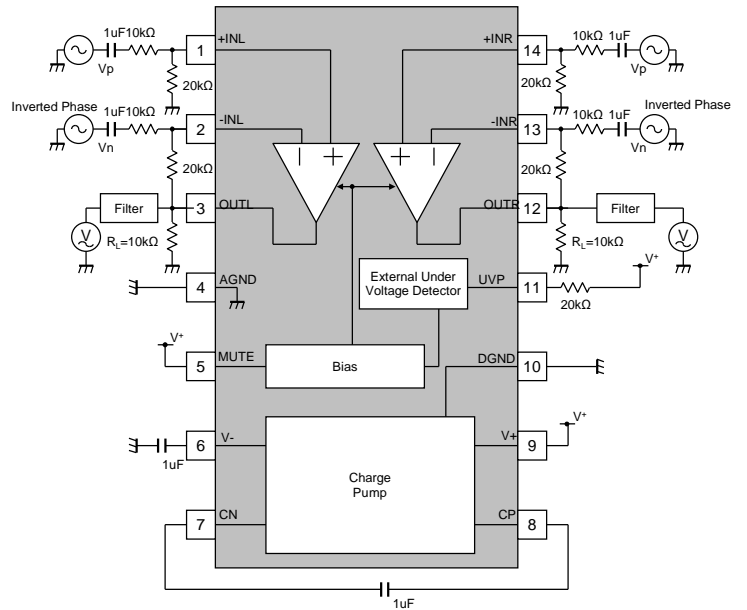 1uF10kΩ
Vp
20kΩ
1
+INL
+INR
14
10kΩ 1uF
Vp
20kΩ
Inverted Phase
1uF10kΩ
Vn
2
-INL
-INR
13
10kΩ 1uF
Inverted Phase
Vn
20kΩ
20kΩ
Filter
V
RL=10kΩ
3
OUTL
OUTR
12
Filter
V
RL=10kΩ
4
AGND
External Under
Voltage Detector
UVP
11
20kΩ
V+
V+
5
MUTE
Bias
DGND
10
1uF
6
V-
V+
9
V+
Charge
Pump
7
CN
CP
8
1uF